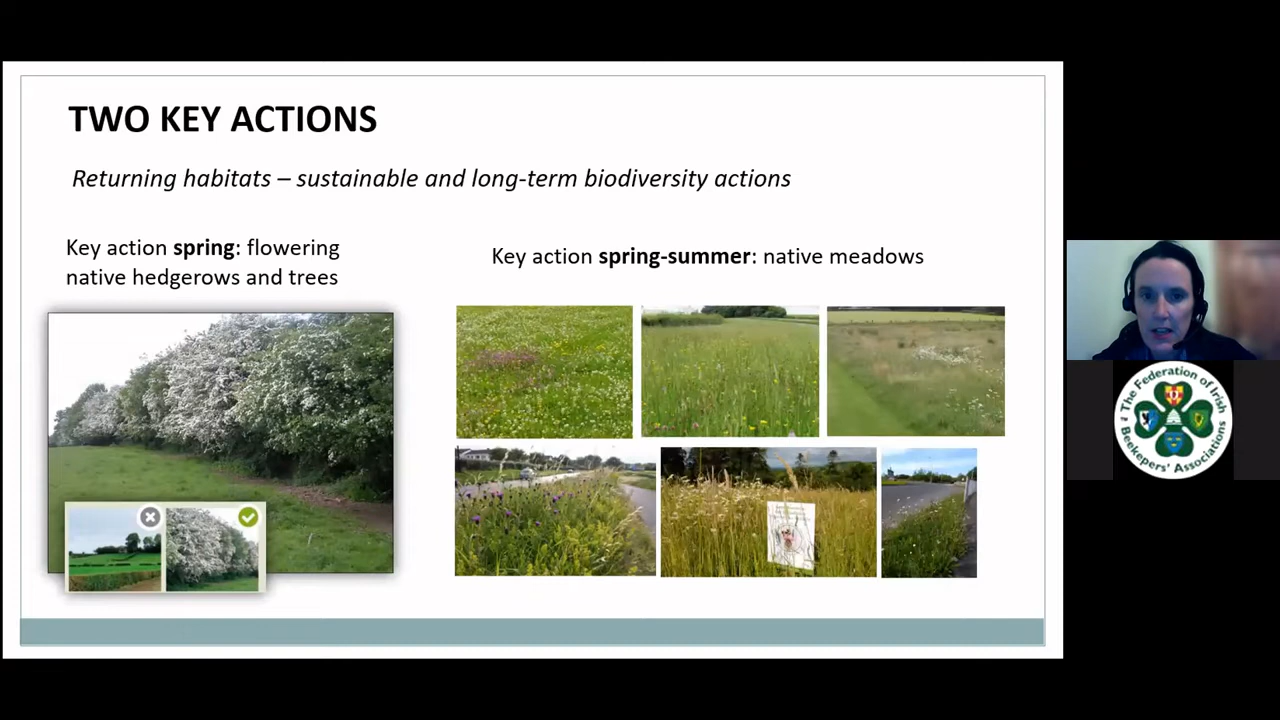 TWO KEY ACTIONS
Returning habitats – sustainable and long-term biodiversity actions
Key action spring: flowering
native hedgerows and trees
Key action spring-summer: native meadows
The Federation of Irish
Beekeepers' Associations